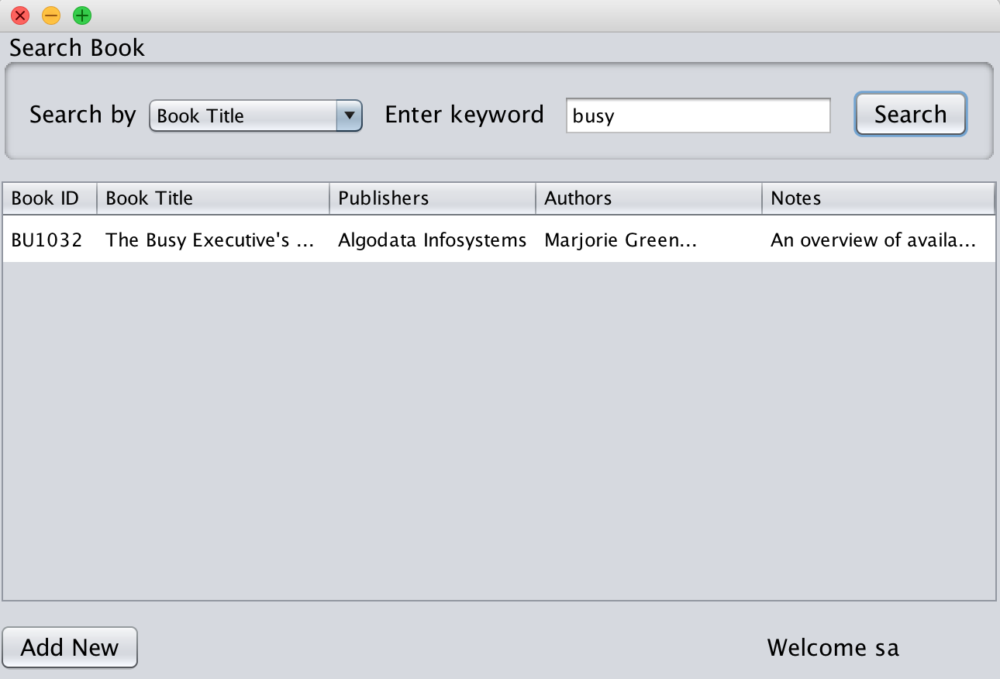 Search Book
Search by Book Title Enter keyword busy Search
Book ID Book Title Publishers Authors Notes
BU1032 The Busy Executive's ... Algodata Infosystems Marjorie Green... An overview of availa...
Add New Welcome sa